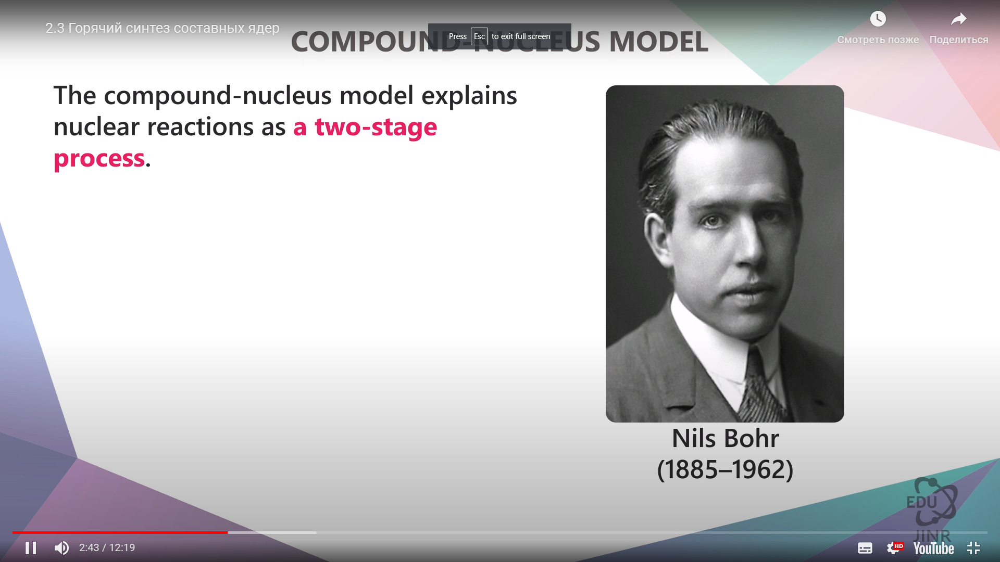 2.3 Горячий синтез составных ядер
Press Esc to exit full screen
COMPOUND-NUCLEUS MODEL
Смотреть позже
Поделиться
The compound-nucleus model explains
nuclear reactions as a two-stage
process.
Nils Bohr
(1885–1962)
EDU
JINR
2:43 / 12:19
HD
YouTube